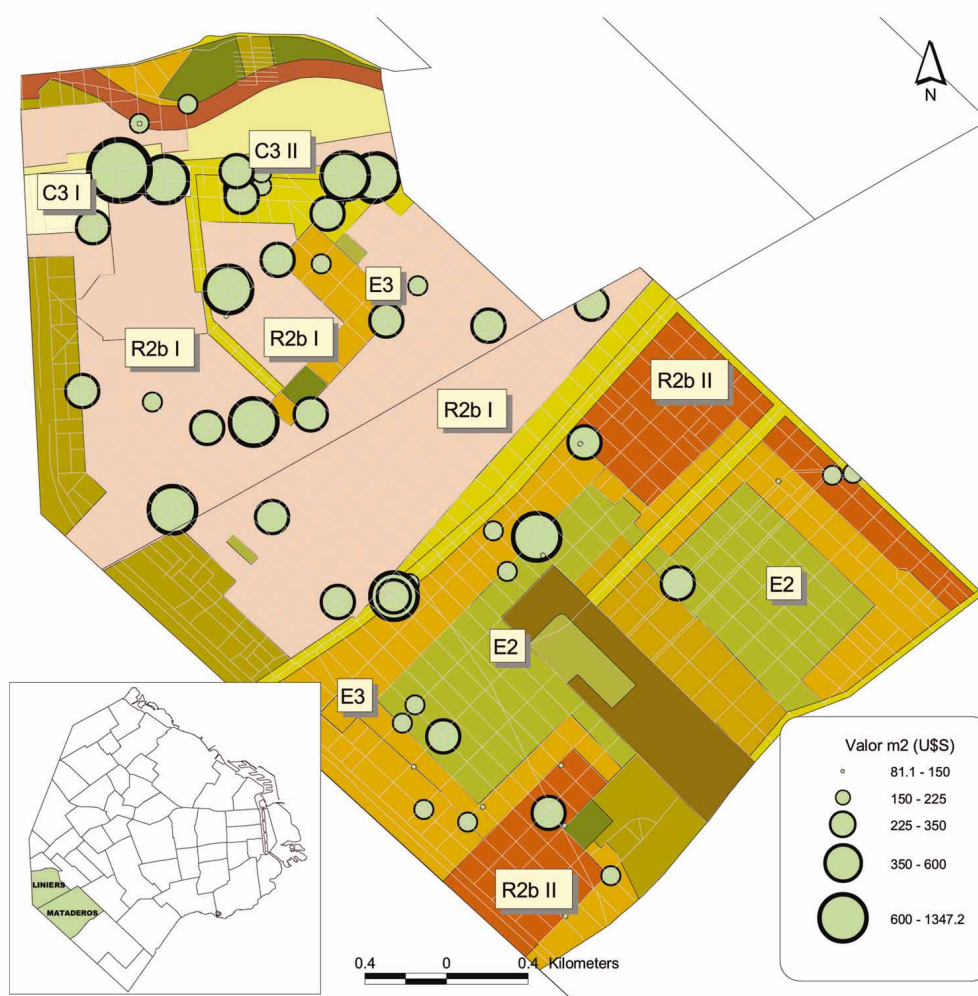 N
C3 II
C3 I
E3
R2b I
R2b I
R2b I
R2b II
E2
E2
E3
R2b II
LINIERS
MATADEROS
0.4 0 0.4 Kilometers
Valor m2 (U$S)
81.1 - 150
150 - 225
225 - 350
350 - 600
600 - 1347.2